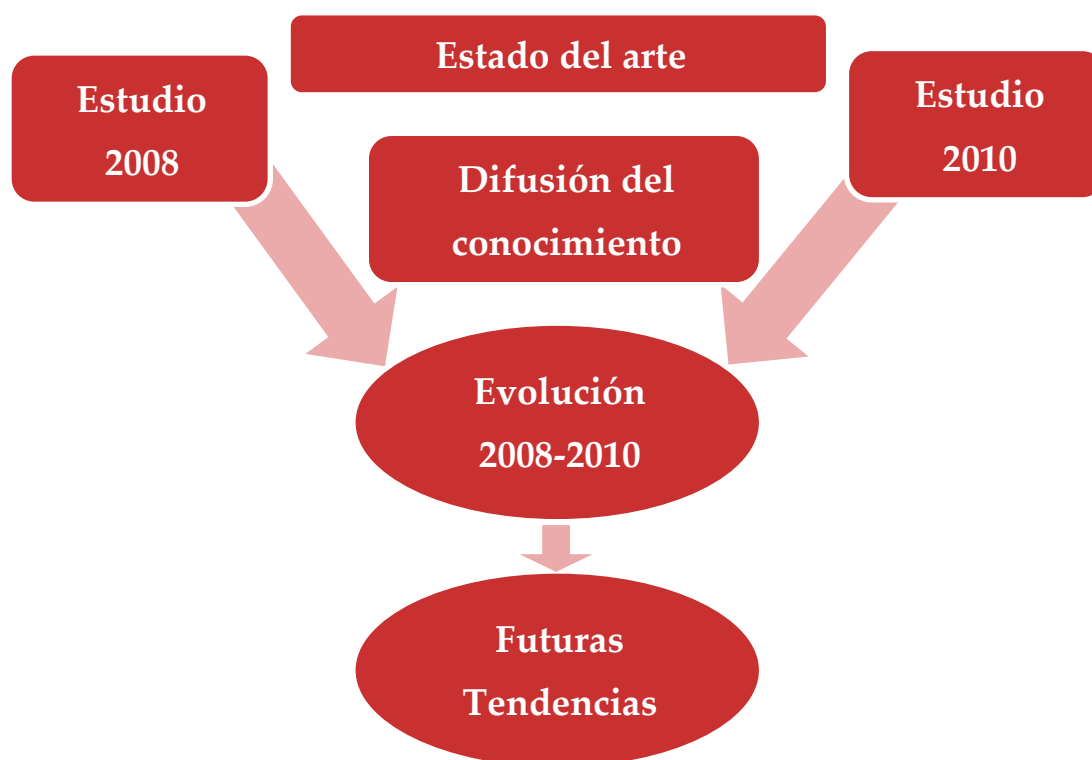 Estado del arte
Estudio
2008
Estudio
2010
Difusión del
conocimiento
Evolución
2008-2010
Futuras
Tendencias